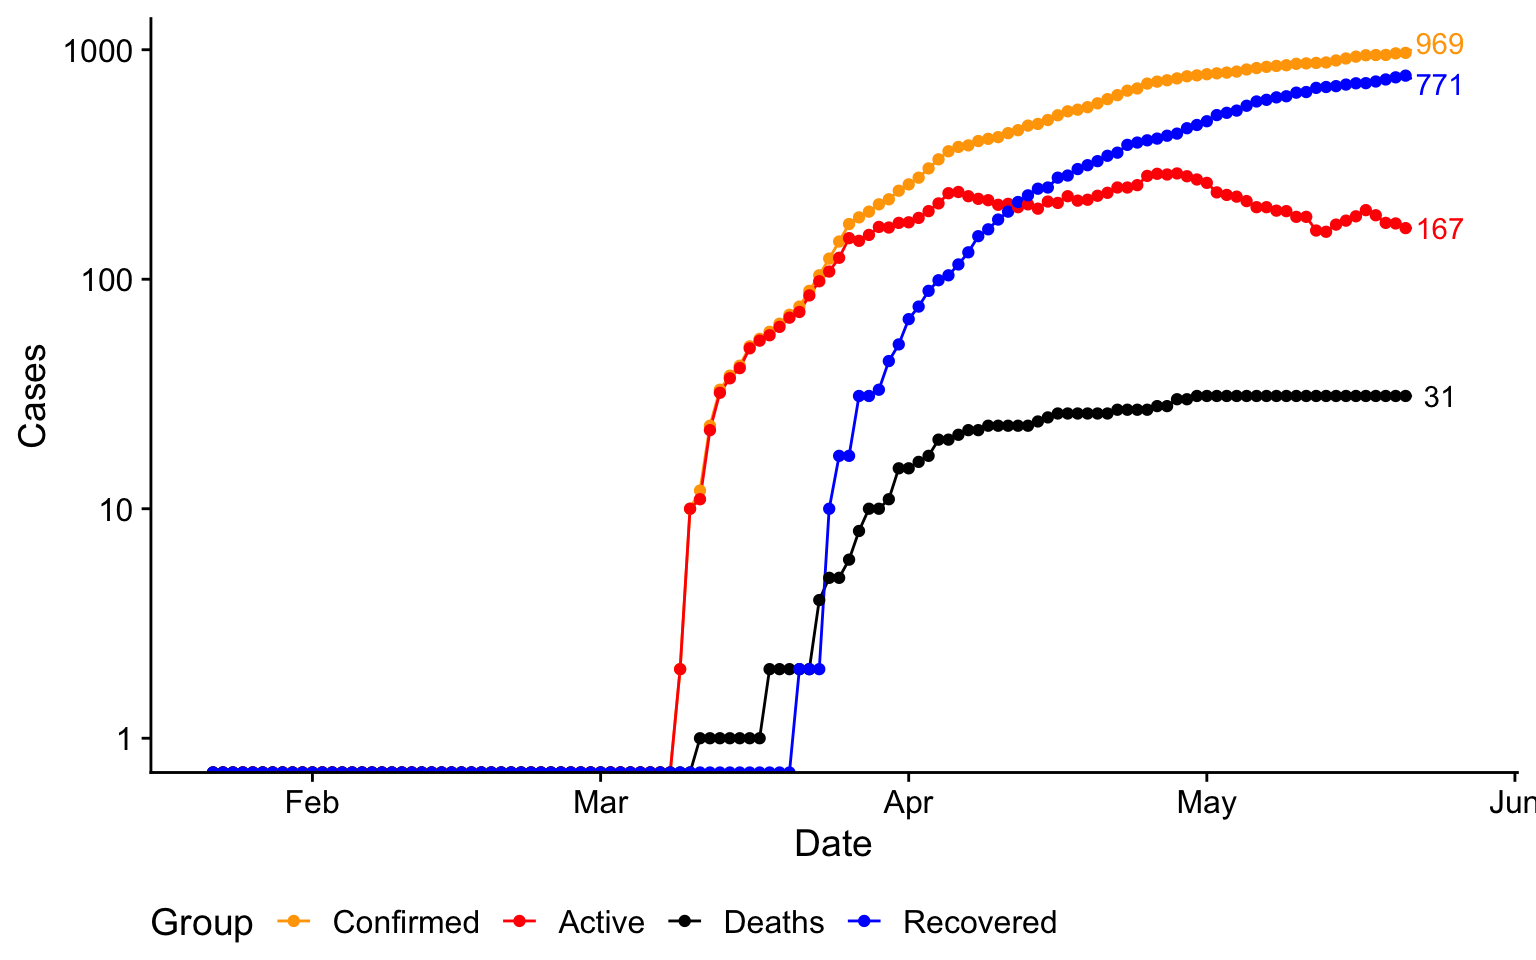 1000
100
10
1
Cases
969
771
167
31
Feb Mar Apr May Jun
Date
Group Confirmed Active Deaths Recovered